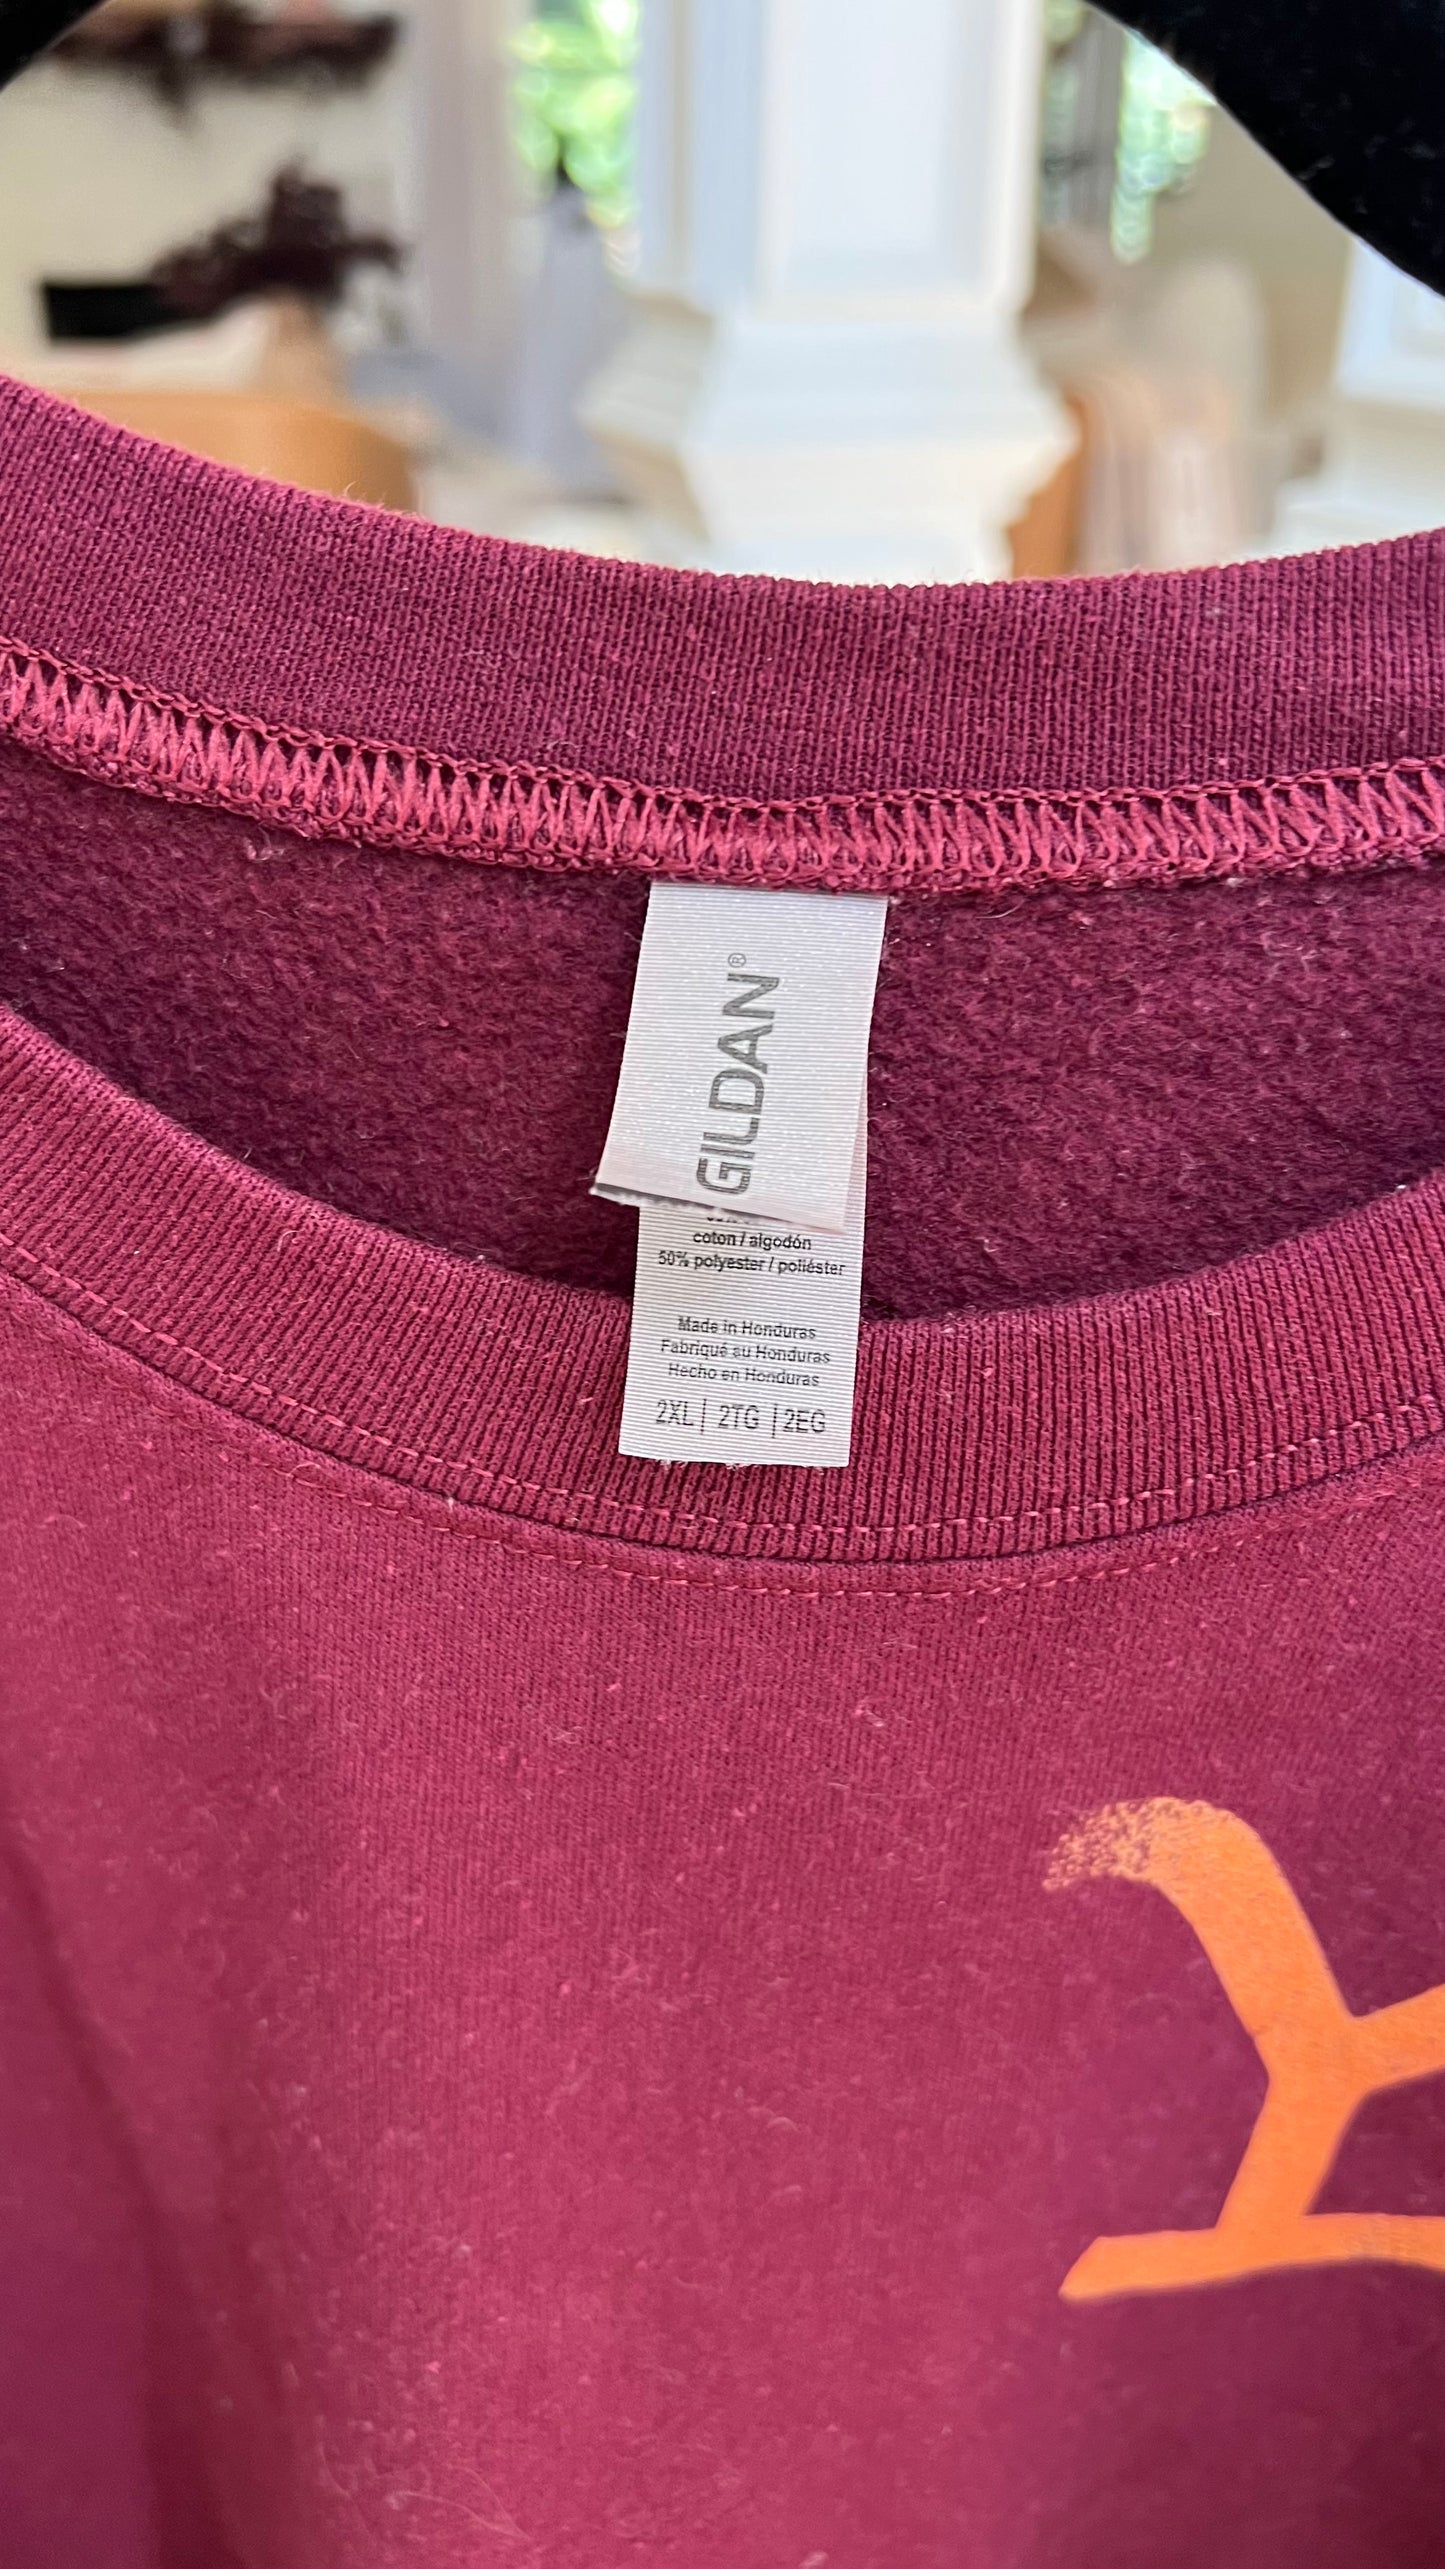 GILDAN®
coton / algodón
50% polyester / poliéster
Made in Honduras
Fabriqué au Honduras
Hecho en Honduras
2XL | 2TG | 2EG